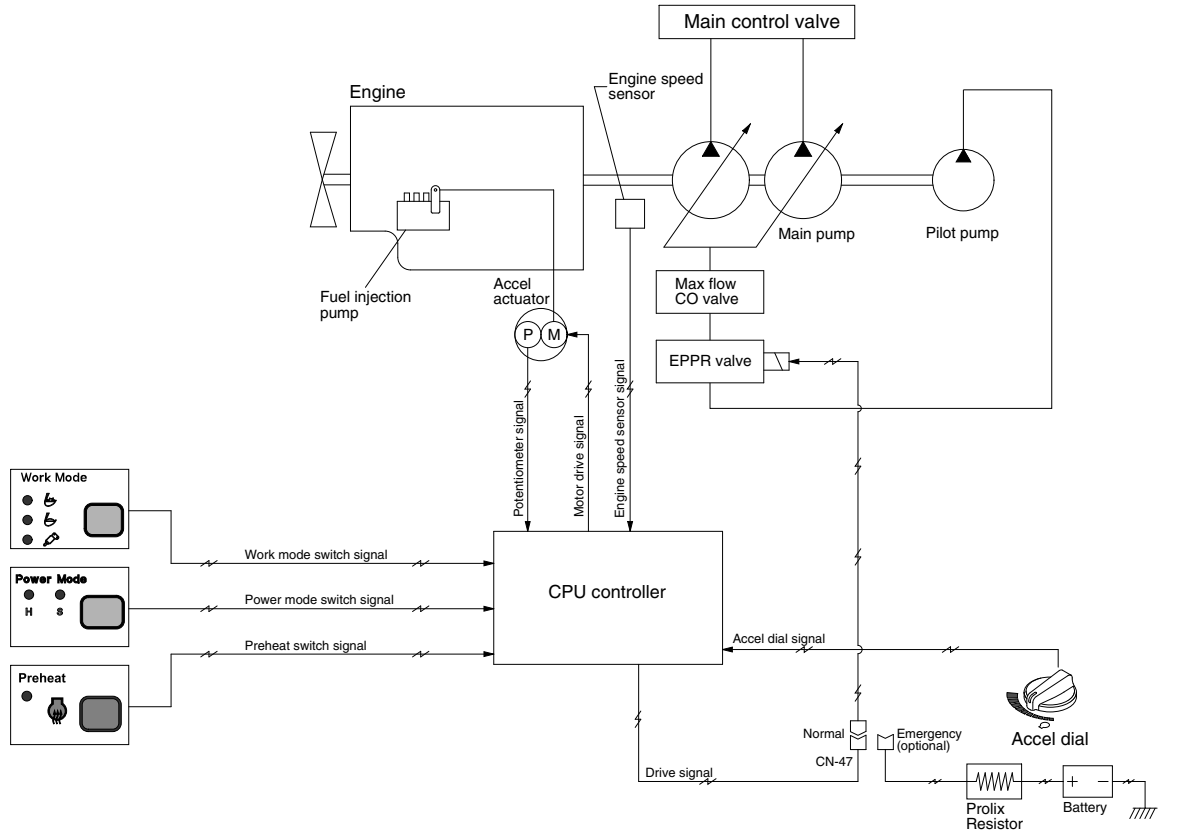 Main control valve
Engine speed
sensor
Engine
Main pump
Pilot pump
Fuel injection
pump
Accel
actuator
P
M
Max flow
CO valve
EPPR valve
Potentiometer signal
Motor drive signal
Engine speed sensor signal
Work Mode
Work mode switch signal
Power Mode
H
S
Power mode switch signal
CPU controller
Preheat switch signal
Preheat
Accel dial signal
Accel dial
Normal
Emergency
(optional)
CN-47
Drive signal
+
−
Prolix
Resistor
Battery